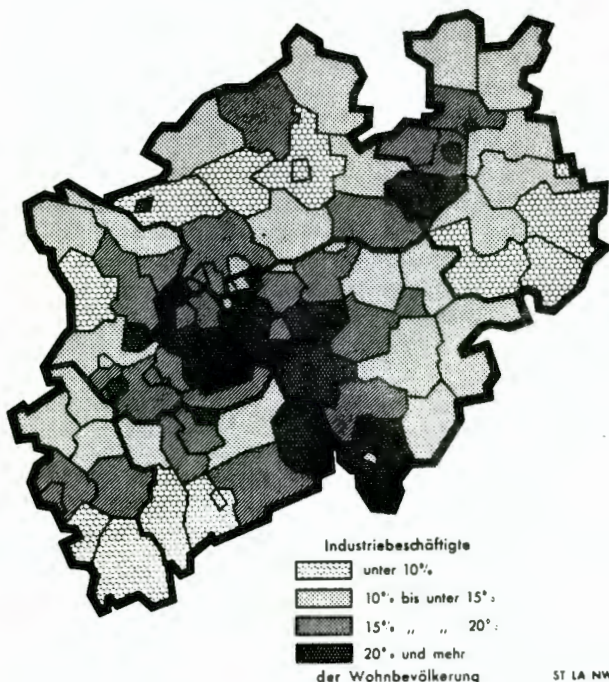 Industriebeschäftigte
unter 10%
10% bis unter 15%
15% „ „ 20%
20% und mehr
der Wohnbevölkerung
ST LA NW